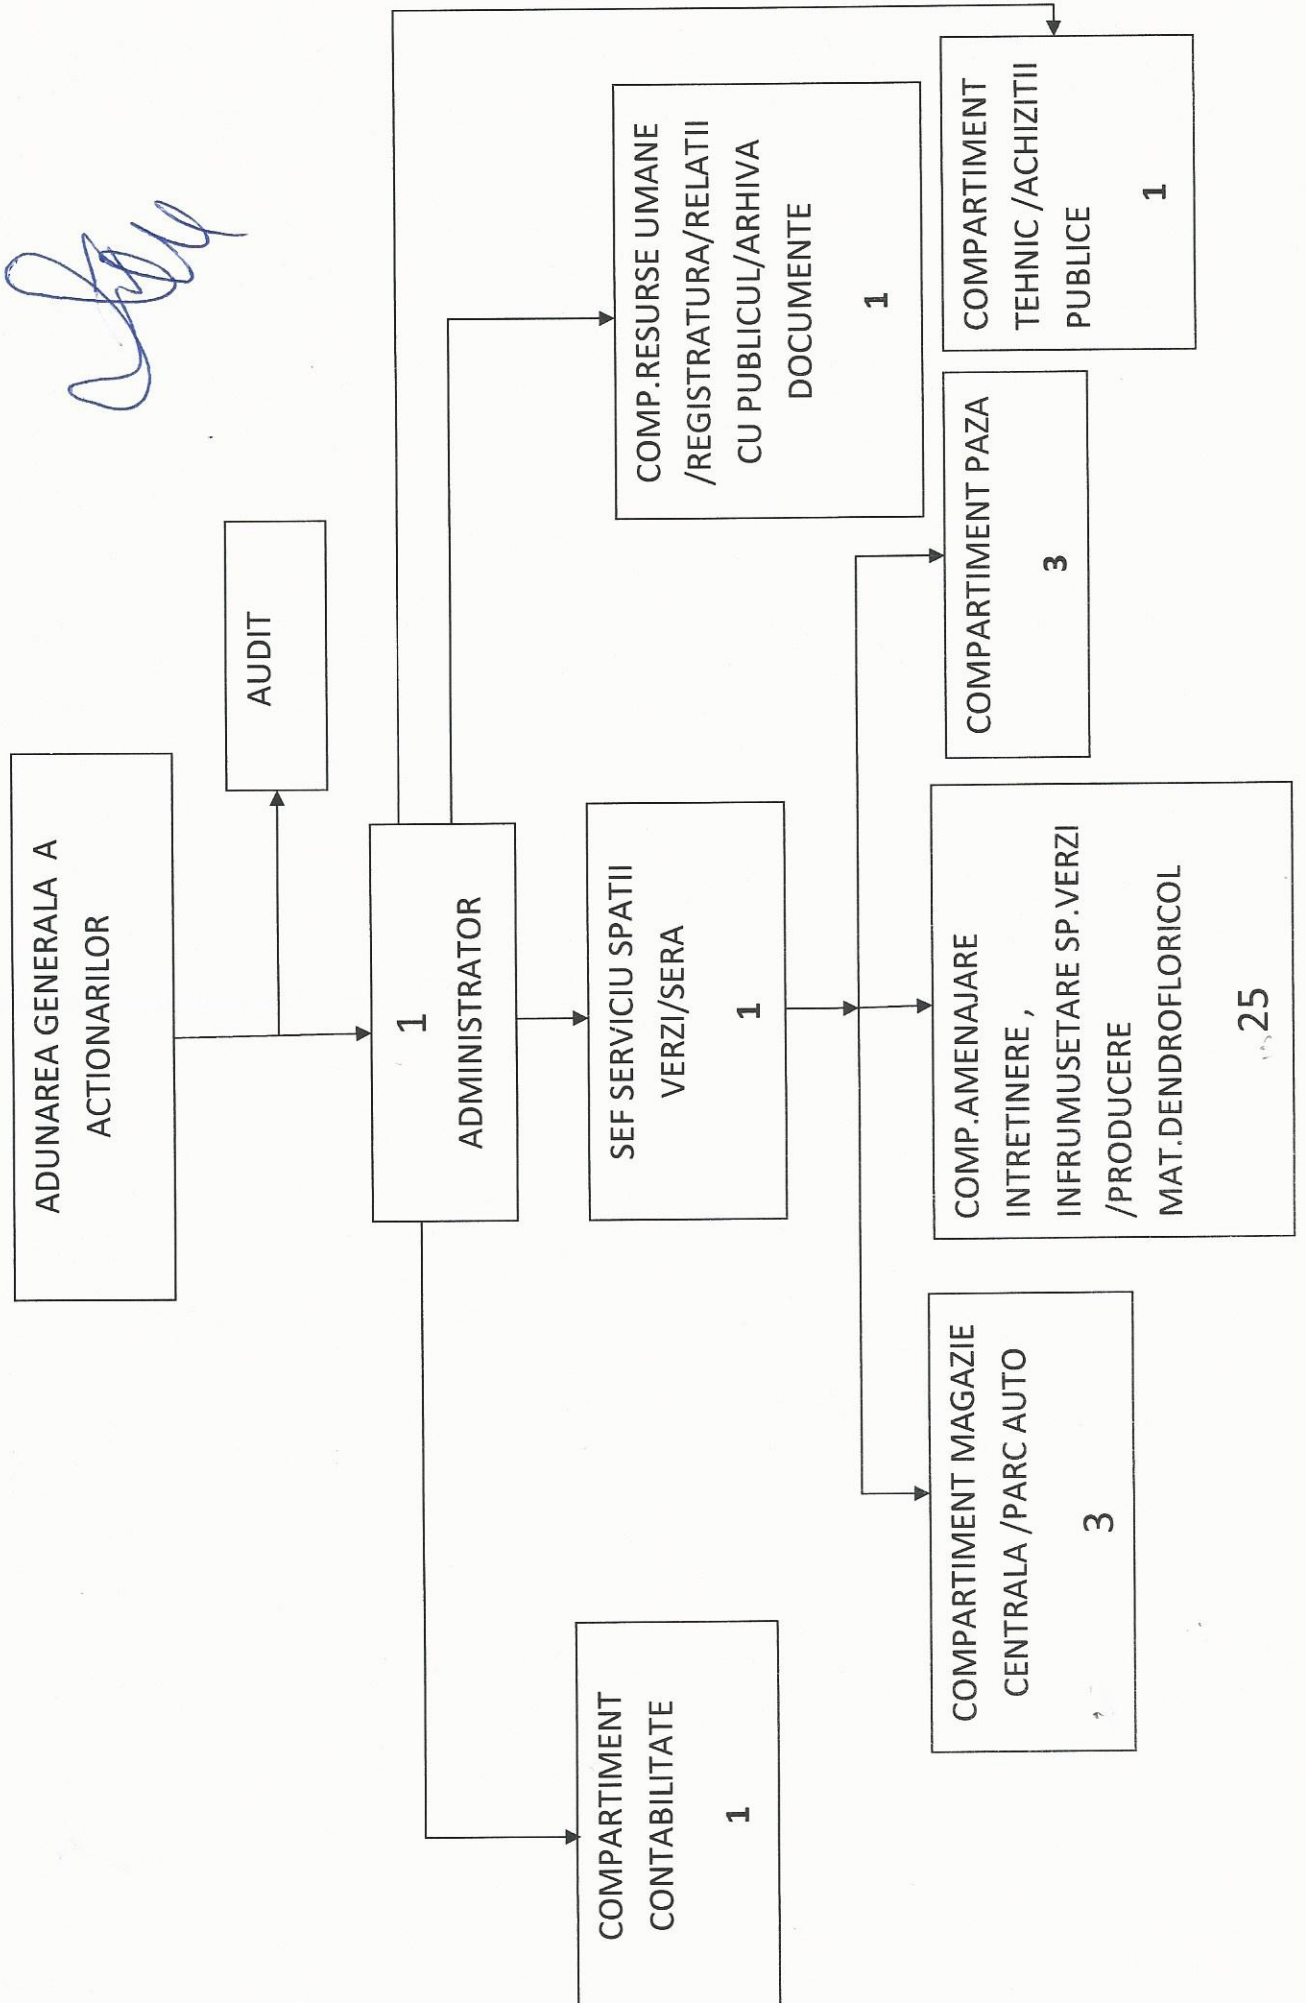 ADUNAREA GENERALA A
ACTIONARILOR
AUDIT
1
ADMINISTRATOR
COMPARTIMENT
CONTABILITATE
1
SEF SERVICIU SPATII
VERZI/SERA
1
COMP.RESURSE UMANE
/REGISTRATURA/RELATII
CU PUBLICUL/ARHIVA
DOCUMENTE
1
COMPARTIMENT MAGAZIE
CENTRALA /PARC AUTO
3
COMP.AMENAJARE
INTRETINERE ,
INFRUMUSETARE SP.VERZI
/PRODUCERE
MAT.DENDROFLORICOL
25
COMPARTIMENT PAZA
3
COMPARTIMENT
TEHNIC /ACHIZITII
PUBLICE
1